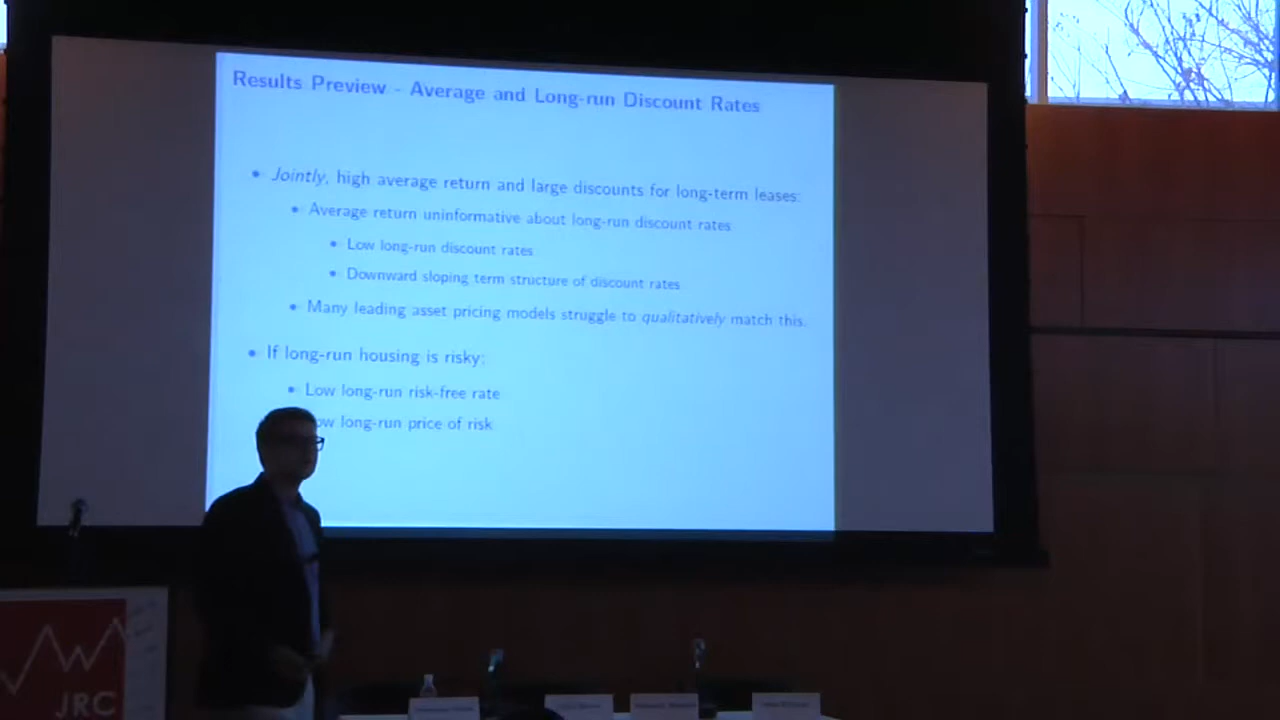 Results Preview - Average and Long-run Discount Rates
• Jointly, high average return and large discounts for long-term leases:
• Average return uninformative about long-run discount rates
• Low long-run discount rates
• Downward sloping term structure of discount rates
• Many leading asset pricing models struggle to qualitatively match this.
• If long-run housing is risky:
• Low long-run risk-free rate
long-run price of risk
JRC